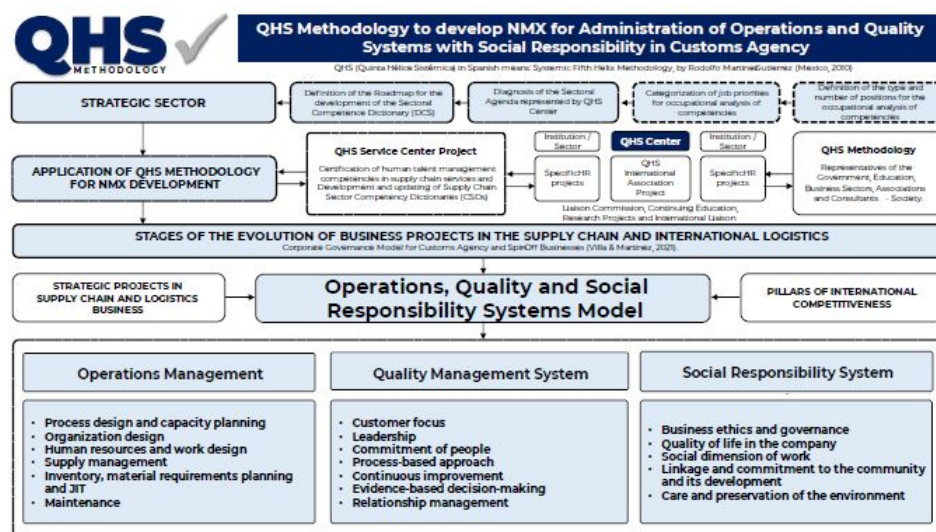 QHS
METHODOLOGY
QHS Methodology to develop NMX for Administration of Operations and Quality
Systems with Social Responsibility in Customs Agency
QHS (Quinta Hélice Sistémica) in Spanish means: Systemic Fifth Helix Methodology, by Rodolfo MartinezGutierrez (Mexico, 2010)
STRATEGIC SECTOR
Definition of the Roadmap for the
development of the Sectoral
Competence Dictionary (DCS)
Diagnosis of the Sectoral
Agenda represented by QHS
Center
Categorization of job priorities
for occupational analysis of
competencies
Definition of the type and
number of positions for the
occupational analysis of
competencies
APPLICATION OF QHS METHODOLOGY
FOR NMX DEVELOPMENT
QHS Service Center Project
Certification of human talent management
competencies in supply chain services and
Development and updating of Supply Chain
Sector Competency Dictionaries (CSDs)
Institution /
Sector
SpecificHR
projects
QHS Center
QHS
International
Association
Project
Institution /
Sector
SpecificHR
projects
Liaison Commission, Continuing Education,
Research Projects and International Liaison
QHS Methodology
Representatives of the
Government, Education,
Business Sectors, Associations
and Consultants - Society.
STAGES OF THE EVOLUTION OF BUSINESS PROJECTS IN THE SUPPLY CHAIN AND INTERNATIONAL LOGISTICS
Corporate Governance Model for Customs Agency and SpinOff Businesses (Villa & Martinez, 2021).
STRATEGIC PROJECTS IN
SUPPLY CHAIN AND LOGISTICS
BUSINESS
Operations, Quality and Social
Responsibility Systems Model
PILLARS OF INTERNATIONAL
COMPETITIVENESS
Operations Management
• Process design and capacity planning
• Organization design
• Human resources and work design
• Supply management
• Inventory, material requirements planning
and JIT
• Maintenance
Quality Management System
• Customer focus
• Leadership
• Commitment of people
• Process-based approach
• Continuous improvement
• Evidence-based decision-making
• Relationship management
Social Responsibility System
• Business ethics and governance
• Quality of life in the company
• Social dimension of work
• Linkage and commitment to the community
and its development
• Care and preservation of the environment